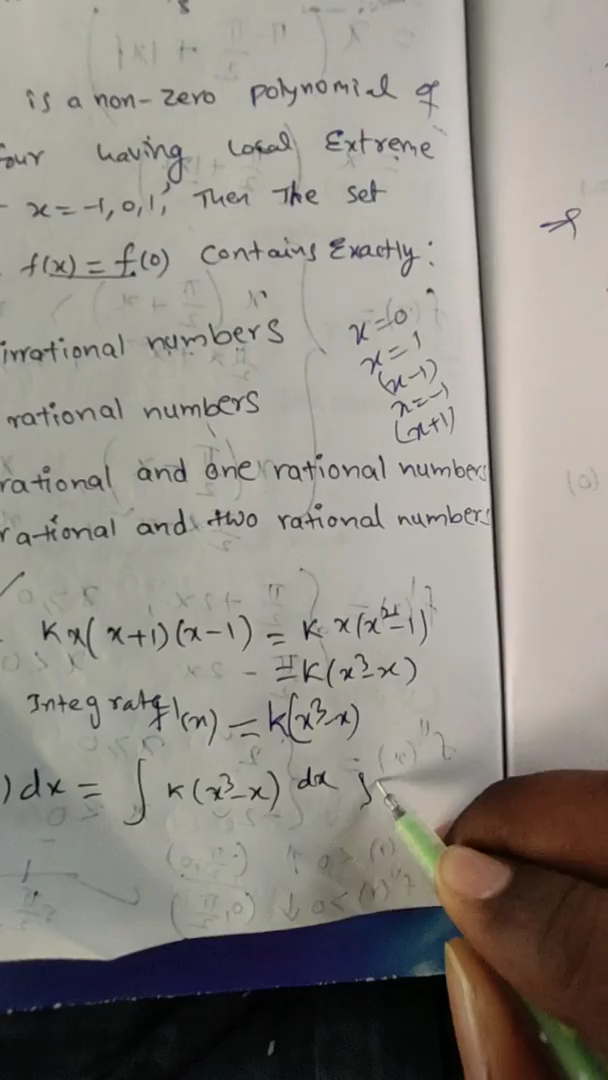 is a non-zero polynomial of
four having local Extreme
x = -1, 0, 1, Then The set
f(x) = f(0) contains Exactly:
irrational numbers
rational numbers
rational and one rational numbers
rational and two rational numbers
x=0
x=1
(x-1)
x=-1
(x+1)
Kx(x+1)(x-1) = K x(x²-1)
= K(x³-x)
Integrate f'(x) = K(x³-x)
) dx = ∫ K(x³-x) dx ∫